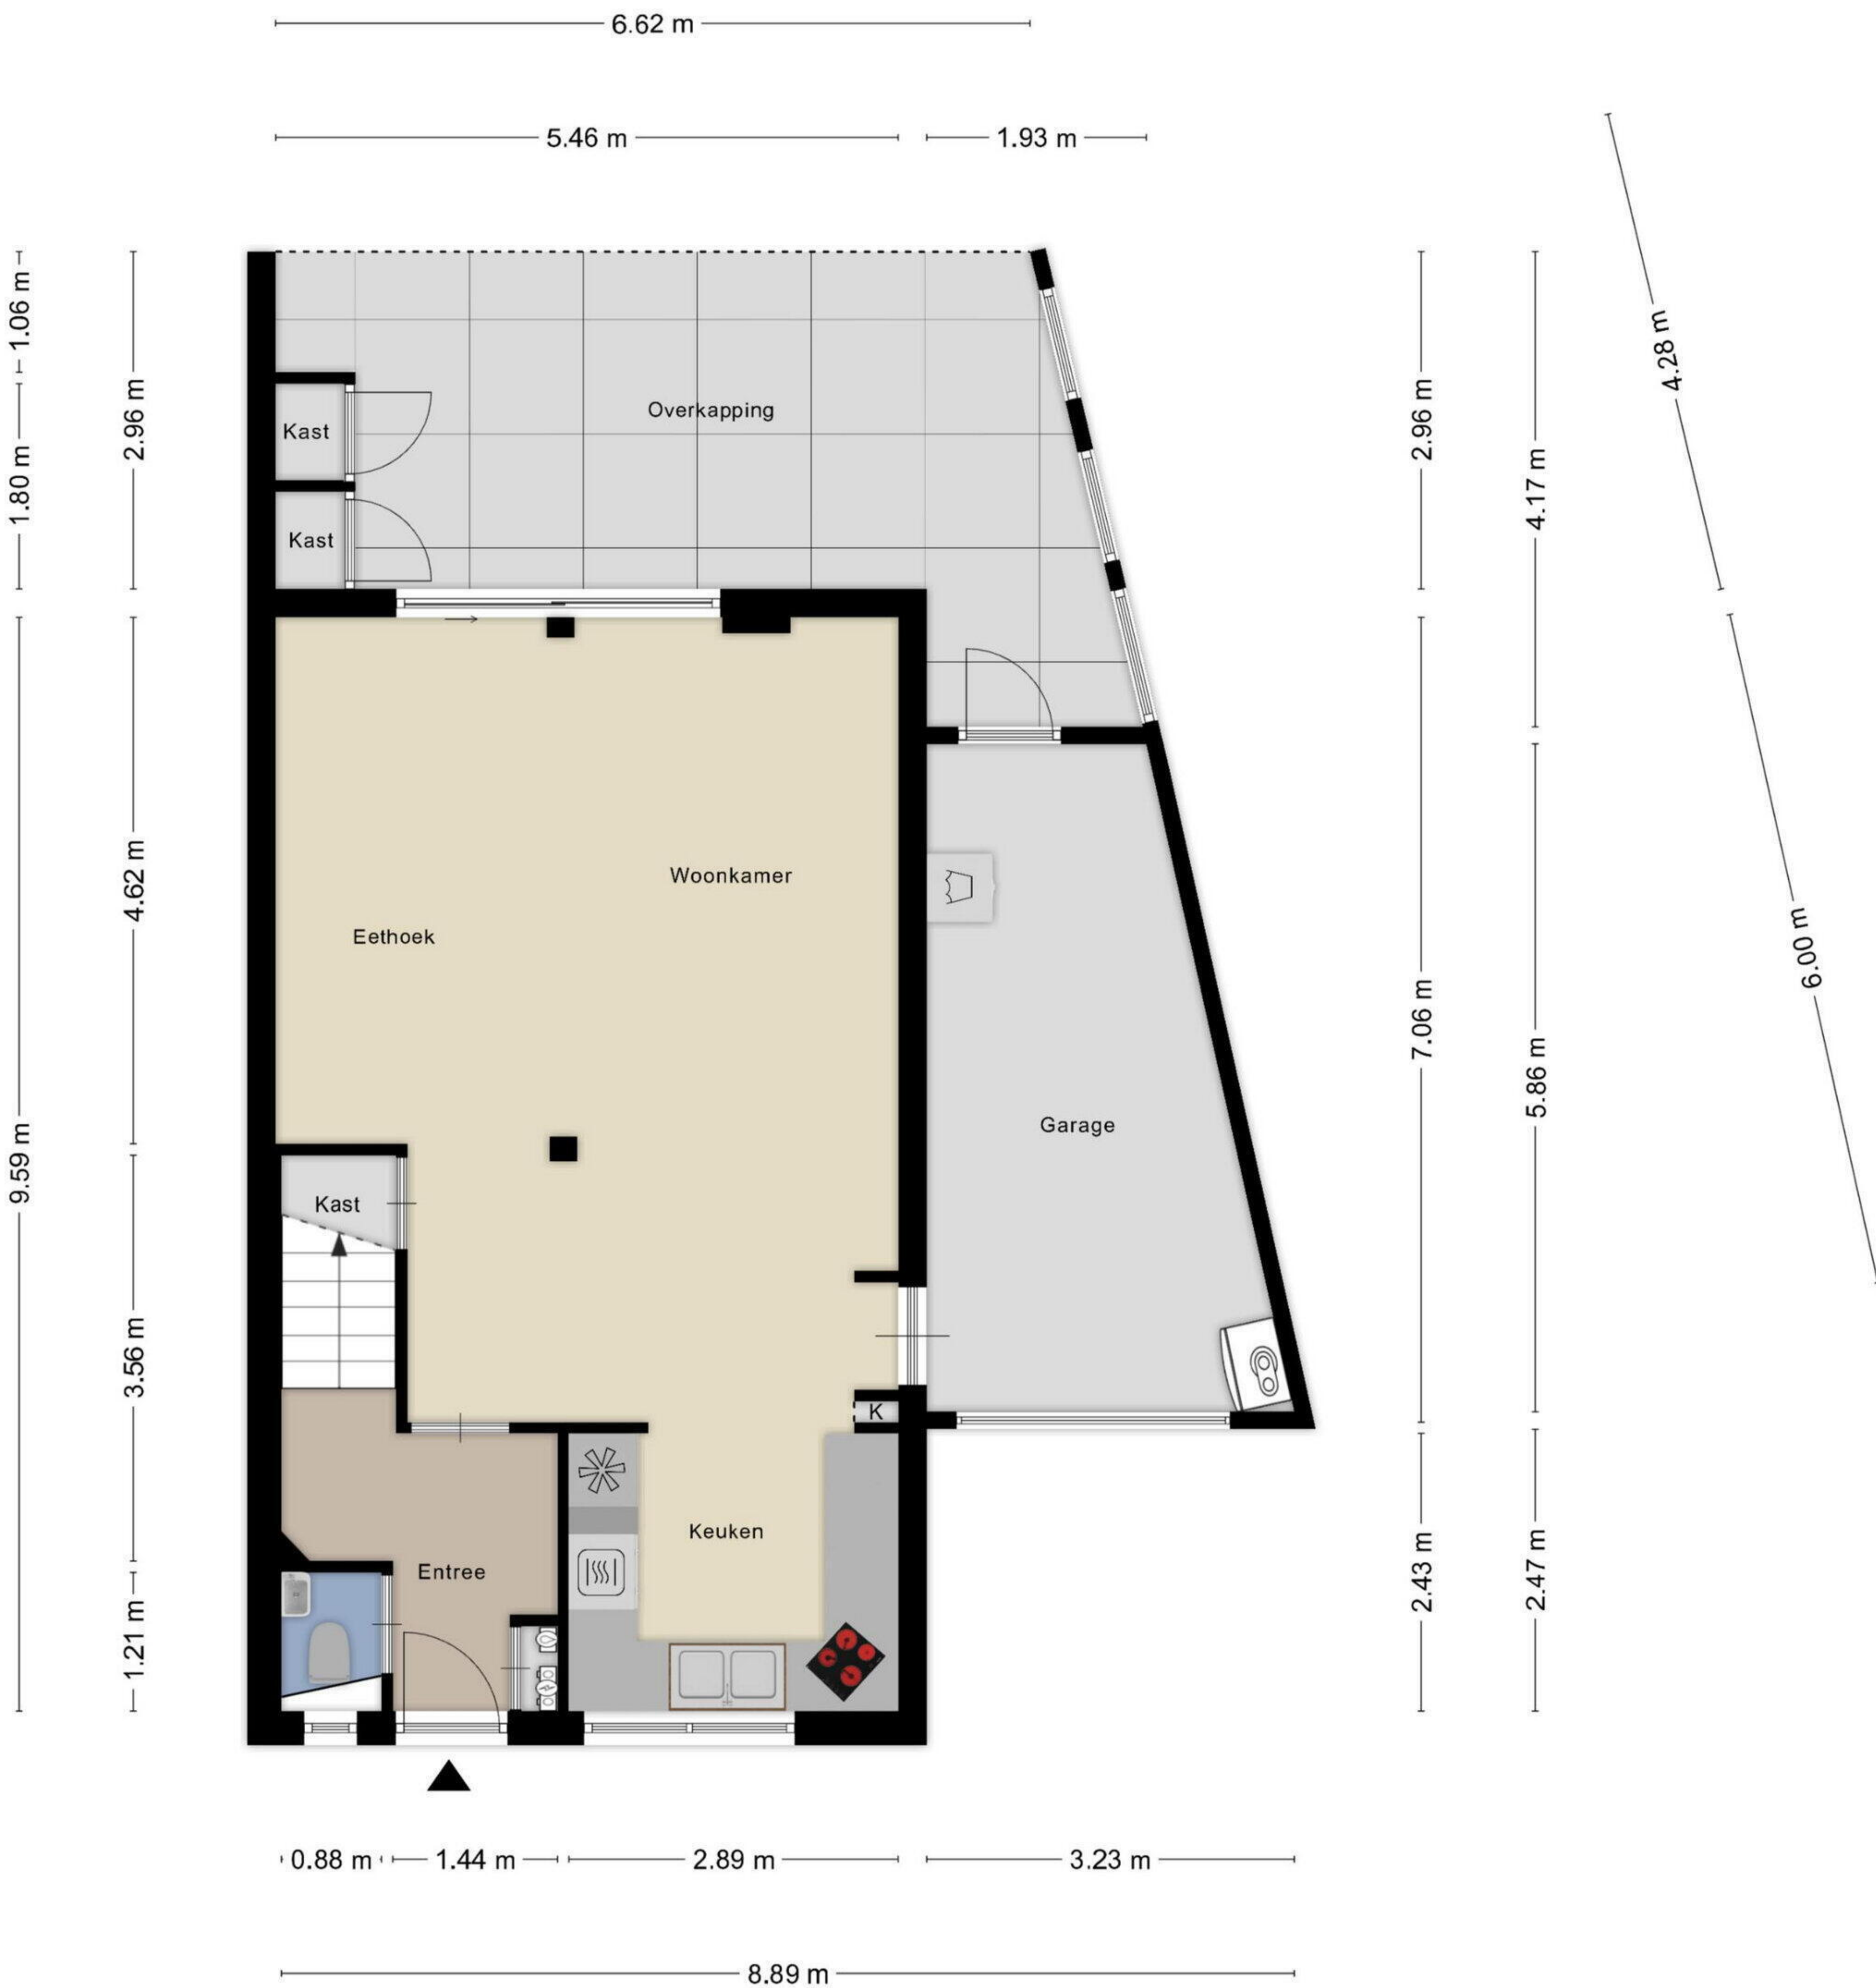 6.62 m
5.46 m
1.93 m
1.06 m
1.80 m
2.96 m
2.96 m
4.17 m
4.28 m
Overkapping
Kast
Kast
Woonkamer
Eethoek
4.62 m
9.59 m
7.06 m
5.86 m
6.00 m
Garage
Kast
3.56 m
K
Keuken
Entree
1.21 m
2.43 m
2.47 m
0.88 m
1.44 m
2.89 m
3.23 m
8.89 m